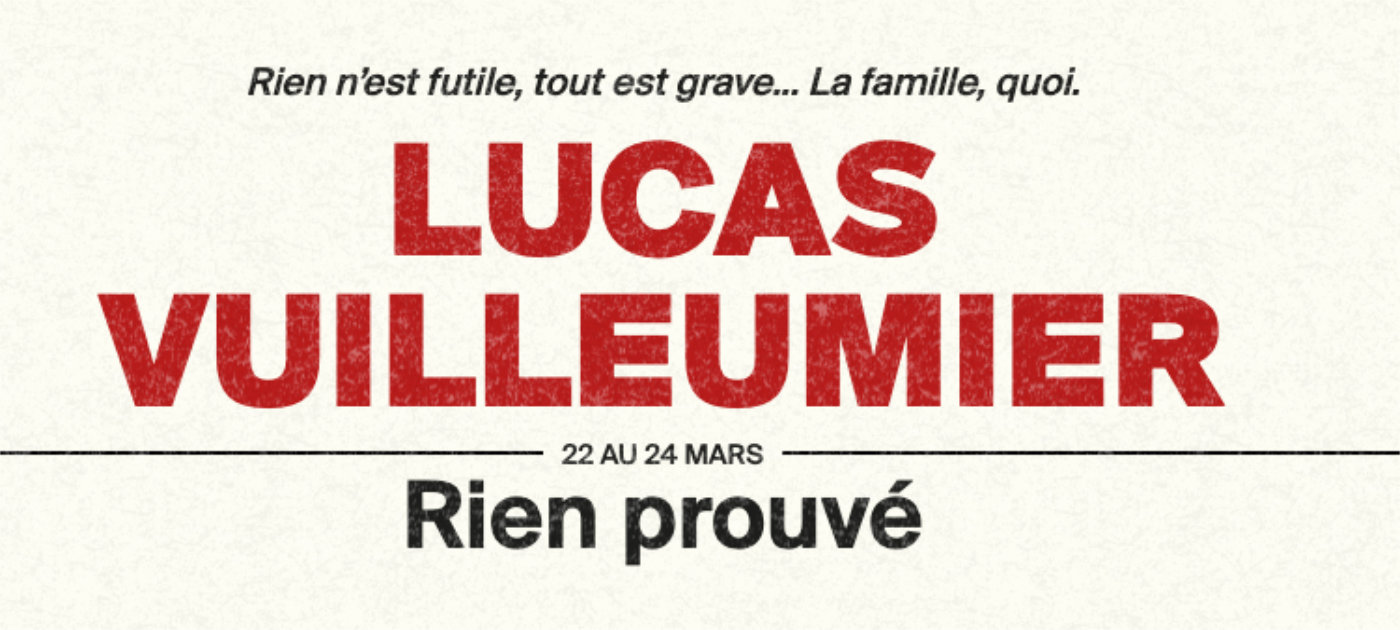 Rien n’est futile, tout est grave... La famille, quoi.
LUCAS
VUILLEUMIER
22 AU 24 MARS
Rien prouvé